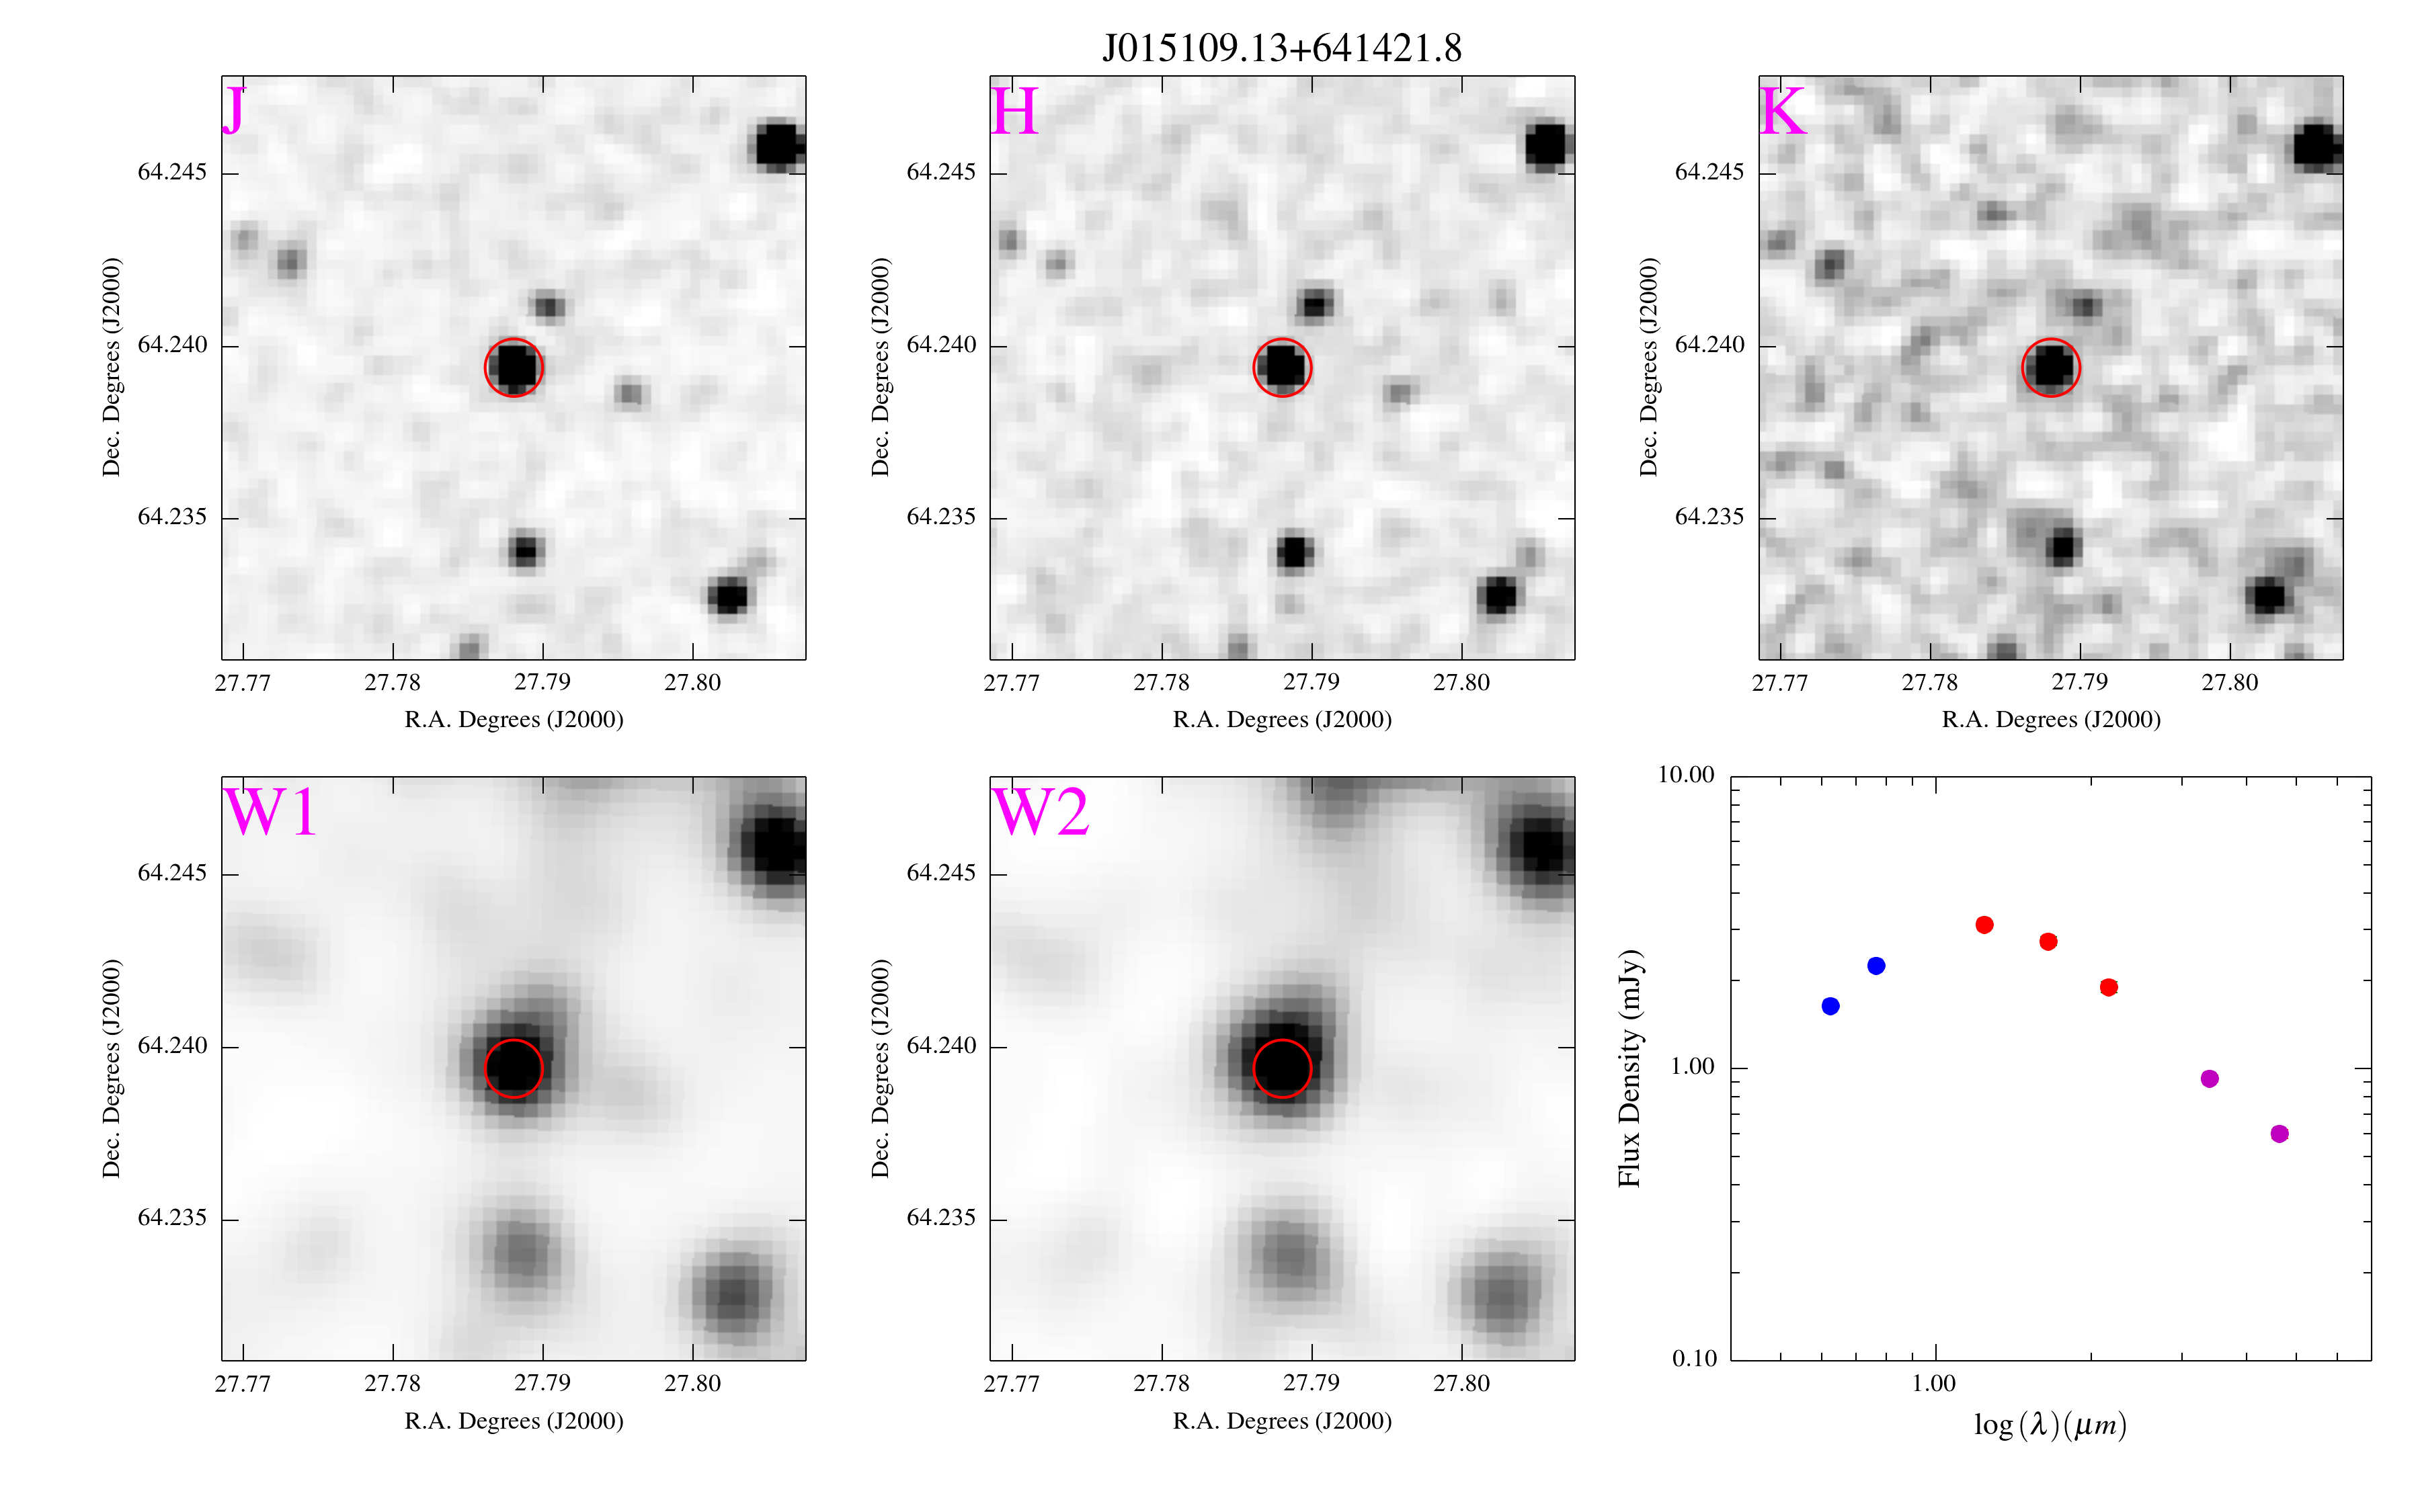 J015109.13+641421.8
J
64.245
64.240
64.235
Dec. Degrees (J2000)
27.77 27.78 27.79 27.80
R.A. Degrees (J2000)
H
64.245
64.240
64.235
Dec. Degrees (J2000)
27.77 27.78 27.79 27.80
R.A. Degrees (J2000)
K
64.245
64.240
64.235
Dec. Degrees (J2000)
27.77 27.78 27.79 27.80
R.A. Degrees (J2000)
W1
64.245
64.240
64.235
Dec. Degrees (J2000)
27.77 27.78 27.79 27.80
R.A. Degrees (J2000)
W2
64.245
64.240
64.235
Dec. Degrees (J2000)
27.77 27.78 27.79 27.80
R.A. Degrees (J2000)
10.00
1.00
0.10
Flux Density (mJy)
1.00
log(λ)(μm)